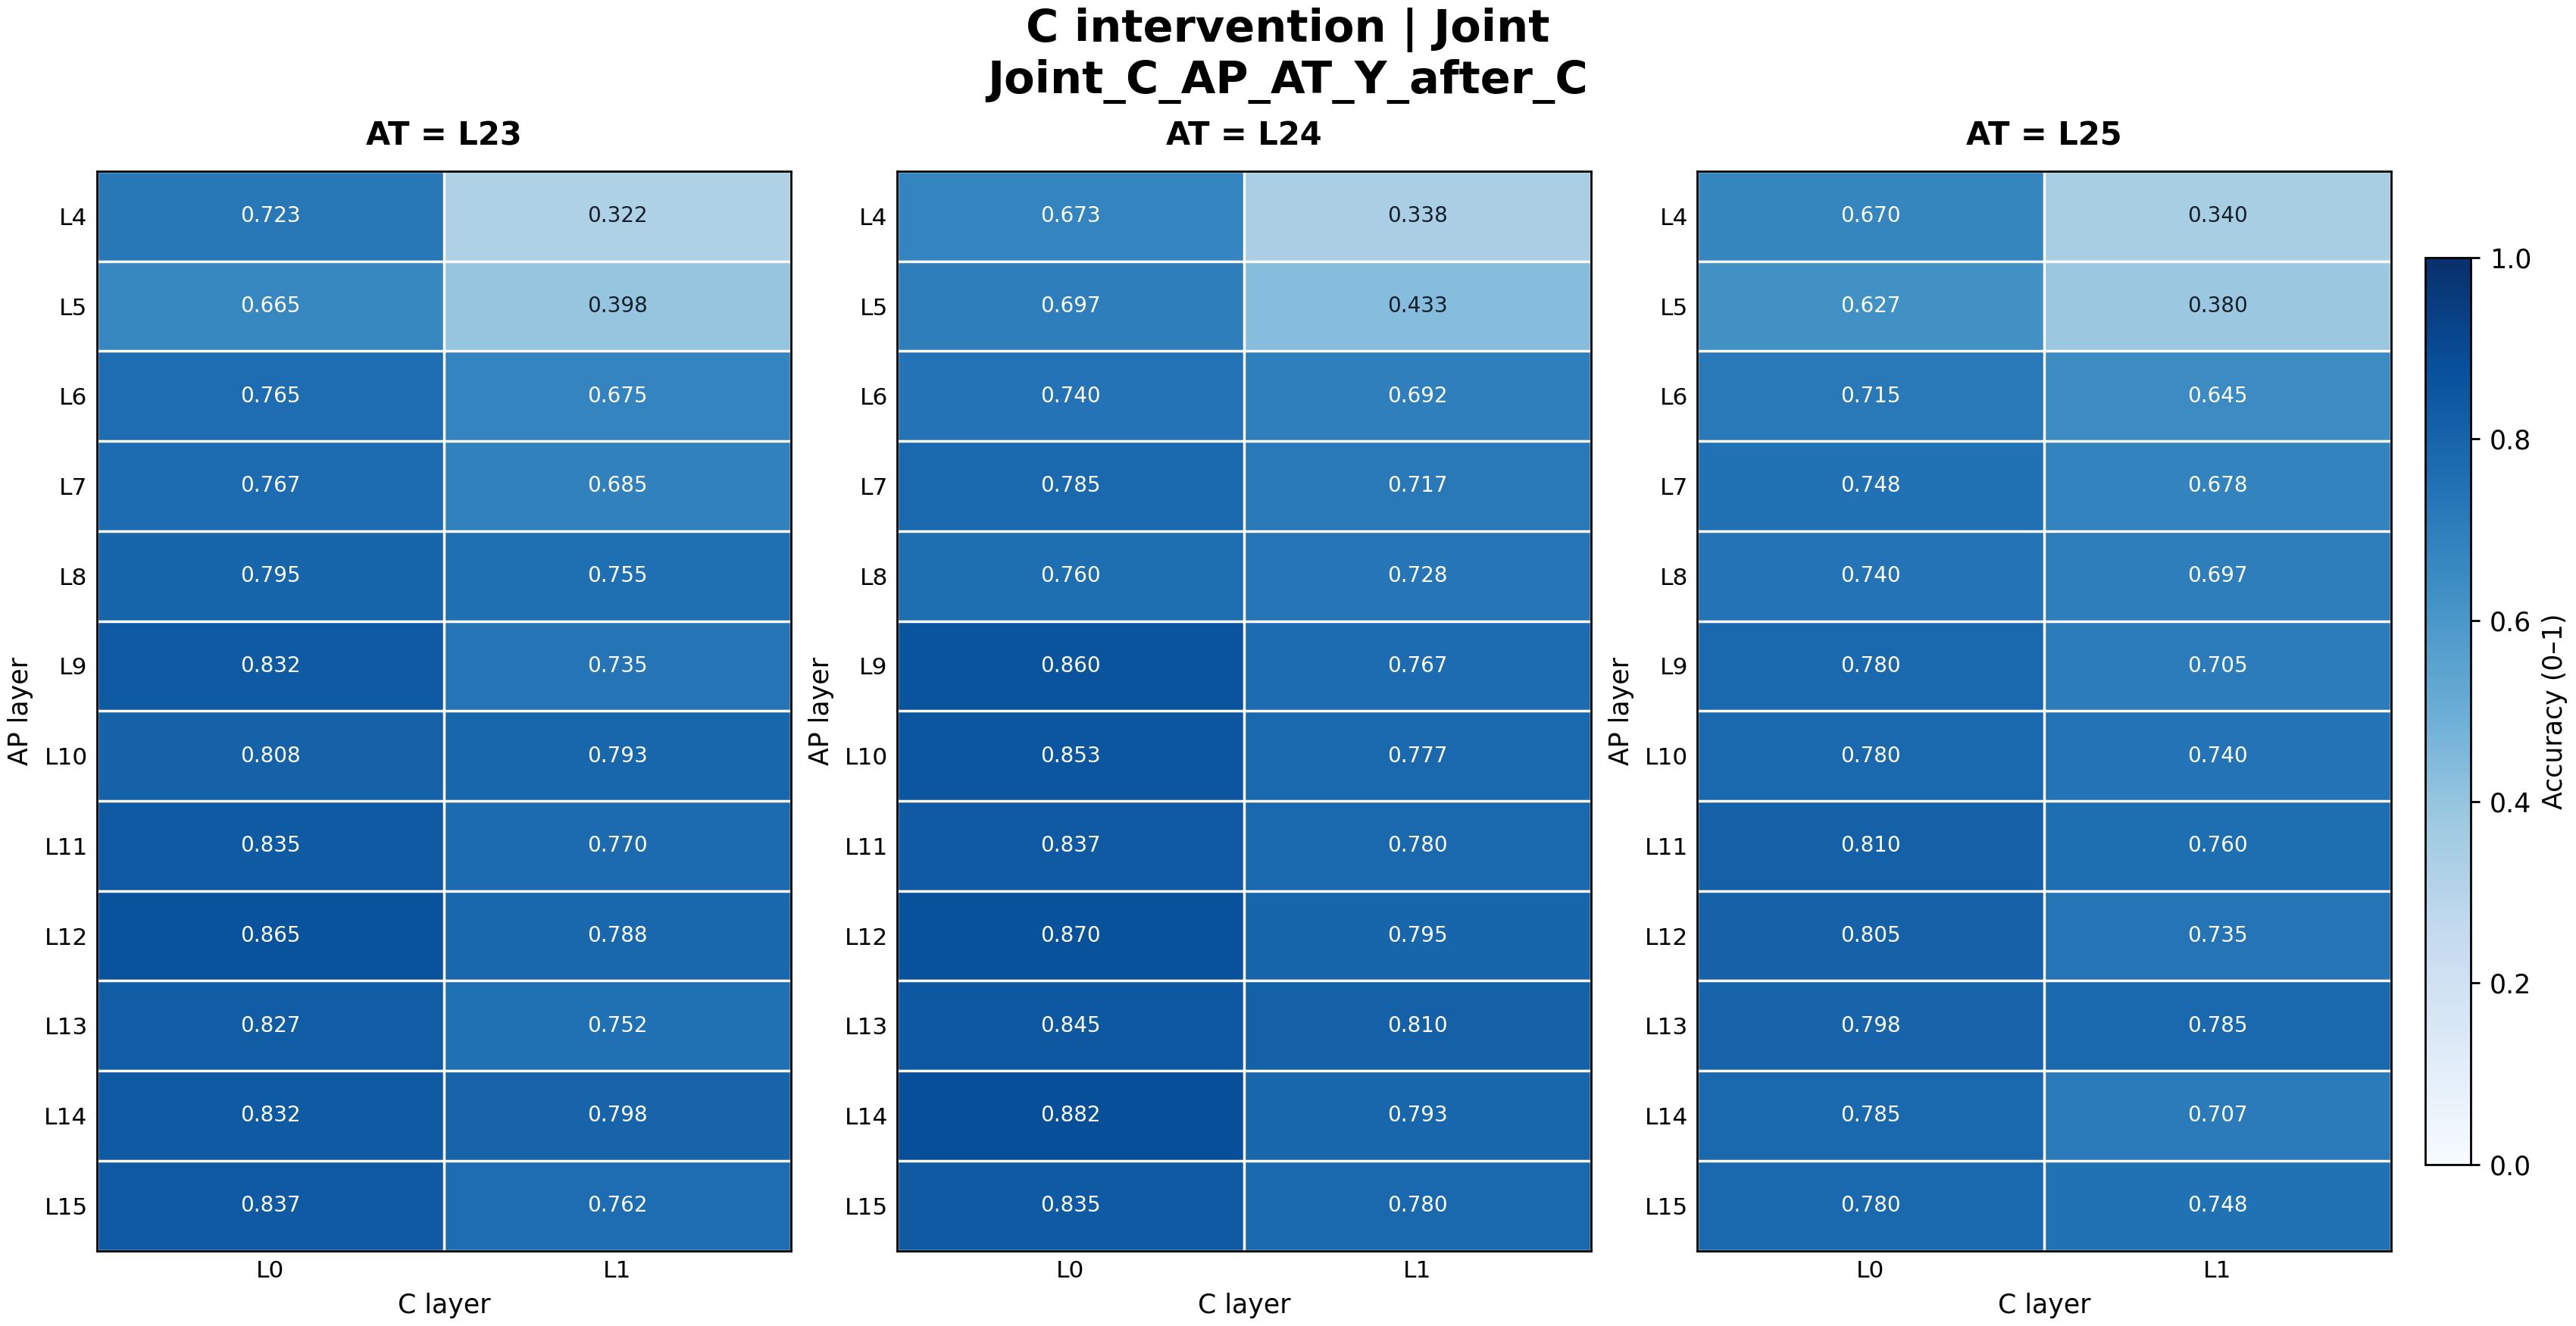 C intervention | Joint
Joint_C_AP_AT_Y_after_C
AT = L23
AP layer
L4 0.723 0.322
L5 0.665 0.398
L6 0.765 0.675
L7 0.767 0.685
L8 0.795 0.755
L9 0.832 0.735
L10 0.808 0.793
L11 0.835 0.770
L12 0.865 0.788
L13 0.827 0.752
L14 0.832 0.798
L15 0.837 0.762
L0 L1
C layer
AT = L24
AP layer
L4 0.673 0.338
L5 0.697 0.433
L6 0.740 0.692
L7 0.785 0.717
L8 0.760 0.728
L9 0.860 0.767
L10 0.853 0.777
L11 0.837 0.780
L12 0.870 0.795
L13 0.845 0.810
L14 0.882 0.793
L15 0.835 0.780
L0 L1
C layer
AT = L25
AP layer
L4 0.670 0.340
L5 0.627 0.380
L6 0.715 0.645
L7 0.748 0.678
L8 0.740 0.697
L9 0.780 0.705
L10 0.780 0.740
L11 0.810 0.760
L12 0.805 0.735
L13 0.798 0.785
L14 0.785 0.707
L15 0.780 0.748
L0 L1
C layer
1.0
0.8
0.6
0.4
0.2
0.0
Accuracy (0–1)